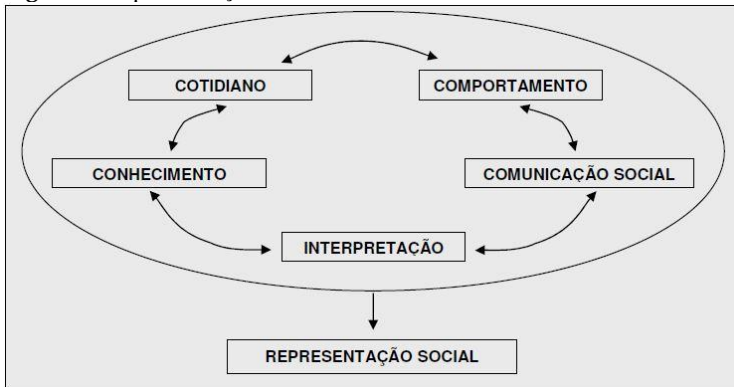 COTIDIANO
COMPORTAMENTO
CONHECIMENTO
COMUNICAÇÃO SOCIAL
INTERPRETAÇÃO
REPRESENTAÇÃO SOCIAL